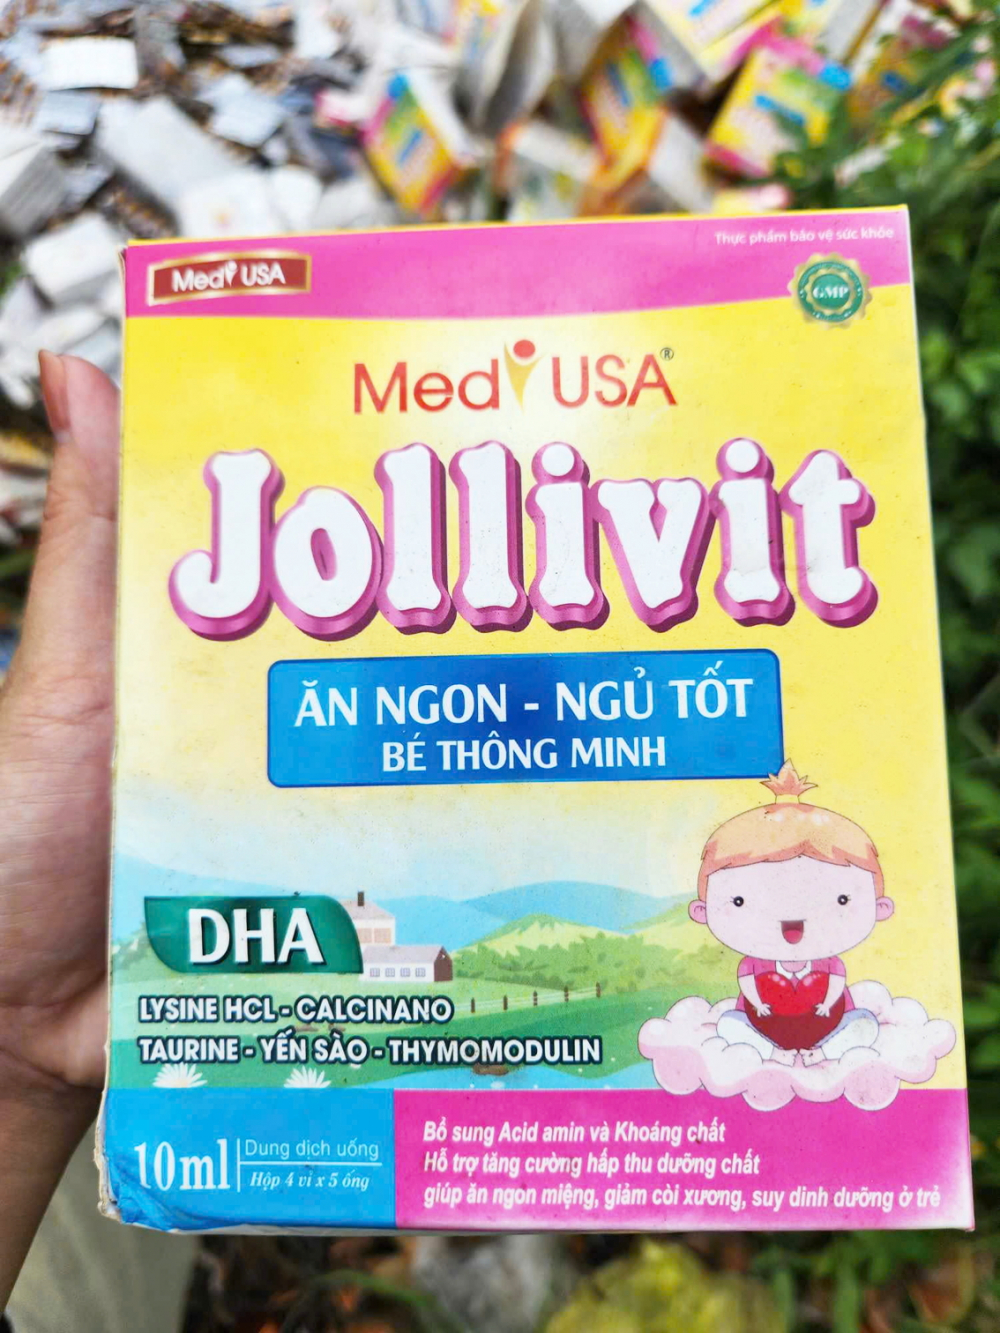 Thực phẩm bảo vệ sức khỏe
Medi USA
GMP
Medi USA®
Jollivit
ĂN NGON - NGỦ TỐT
BÉ THÔNG MINH
DHA
LYSINE HCL - CALCINANO
TAURINE - YẾN SÀO - THYMOMODULIN
10ml
Dung dịch uống
Hộp 4 vỉ x 5 ống
Bổ sung Acid amin và Khoáng chất
Hỗ trợ tăng cường hấp thu dưỡng chất
giúp ăn ngon miệng, giảm còi xương, suy dinh dưỡng ở trẻ